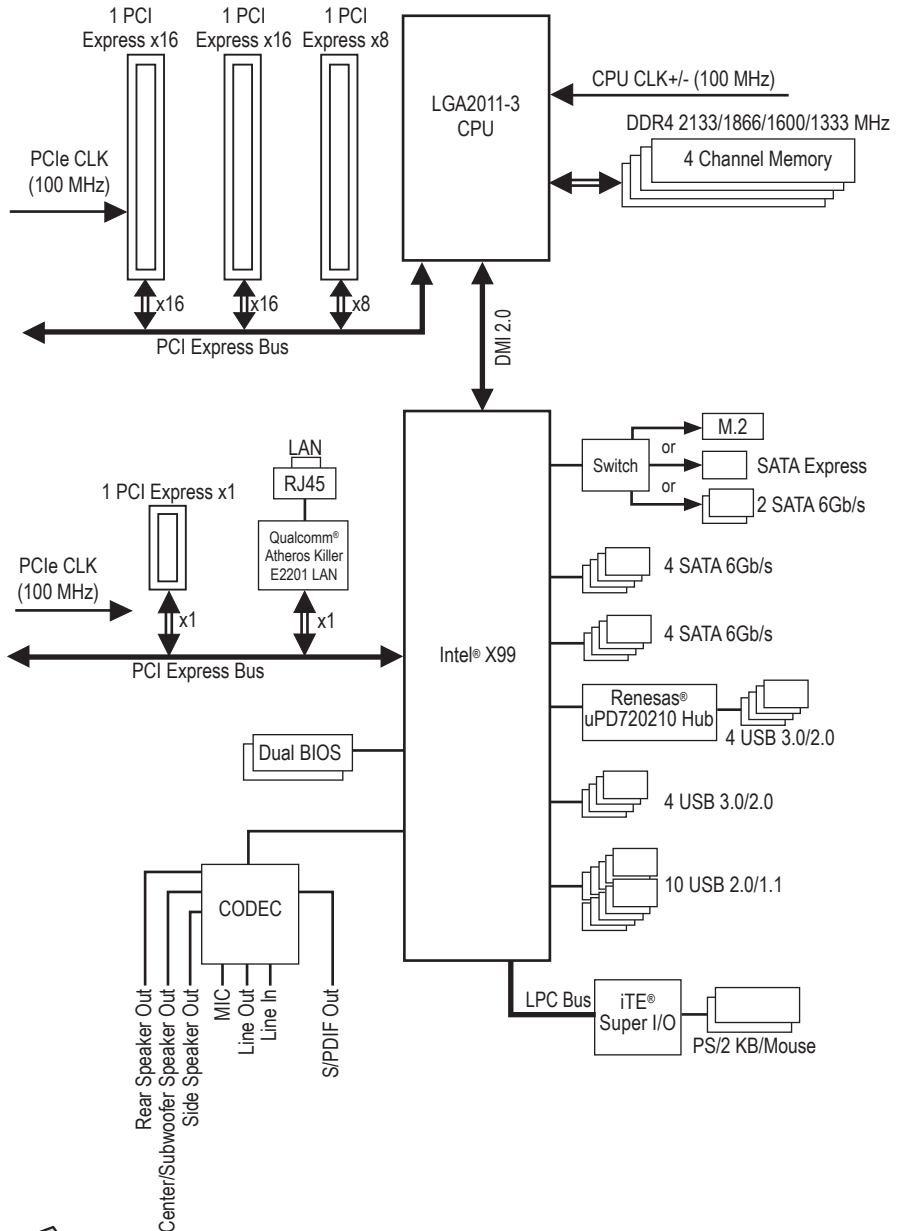 1 PCI
Express x16
1 PCI
Express x16
1 PCI
Express x8
LGA2011-3
CPU
CPU CLK+/- (100 MHz)
DDR4 2133/1866/1600/1333 MHz
4 Channel Memory
PCIe CLK
(100 MHz)
x16
x16
x8
PCI Express Bus
DMI 2.0
LAN
RJ45
1 PCI Express x1
Qualcomm®
Atheros Killer
E2201 LAN
PCIe CLK
(100 MHz)
x1
x1
PCI Express Bus
Intel® X99
Switch
M.2
or
SATA Express
or
2 SATA 6Gb/s
4 SATA 6Gb/s
4 SATA 6Gb/s
Renesas®
uPD720210 Hub
4 USB 3.0/2.0
Dual BIOS
4 USB 3.0/2.0
10 USB 2.0/1.1
CODEC
Rear Speaker Out
Center/Subwoofer Speaker Out
Side Speaker Out
MIC
Line Out
Line In
S/PDIF Out
LPC Bus
iTE®
Super I/O
PS/2 KB/Mouse